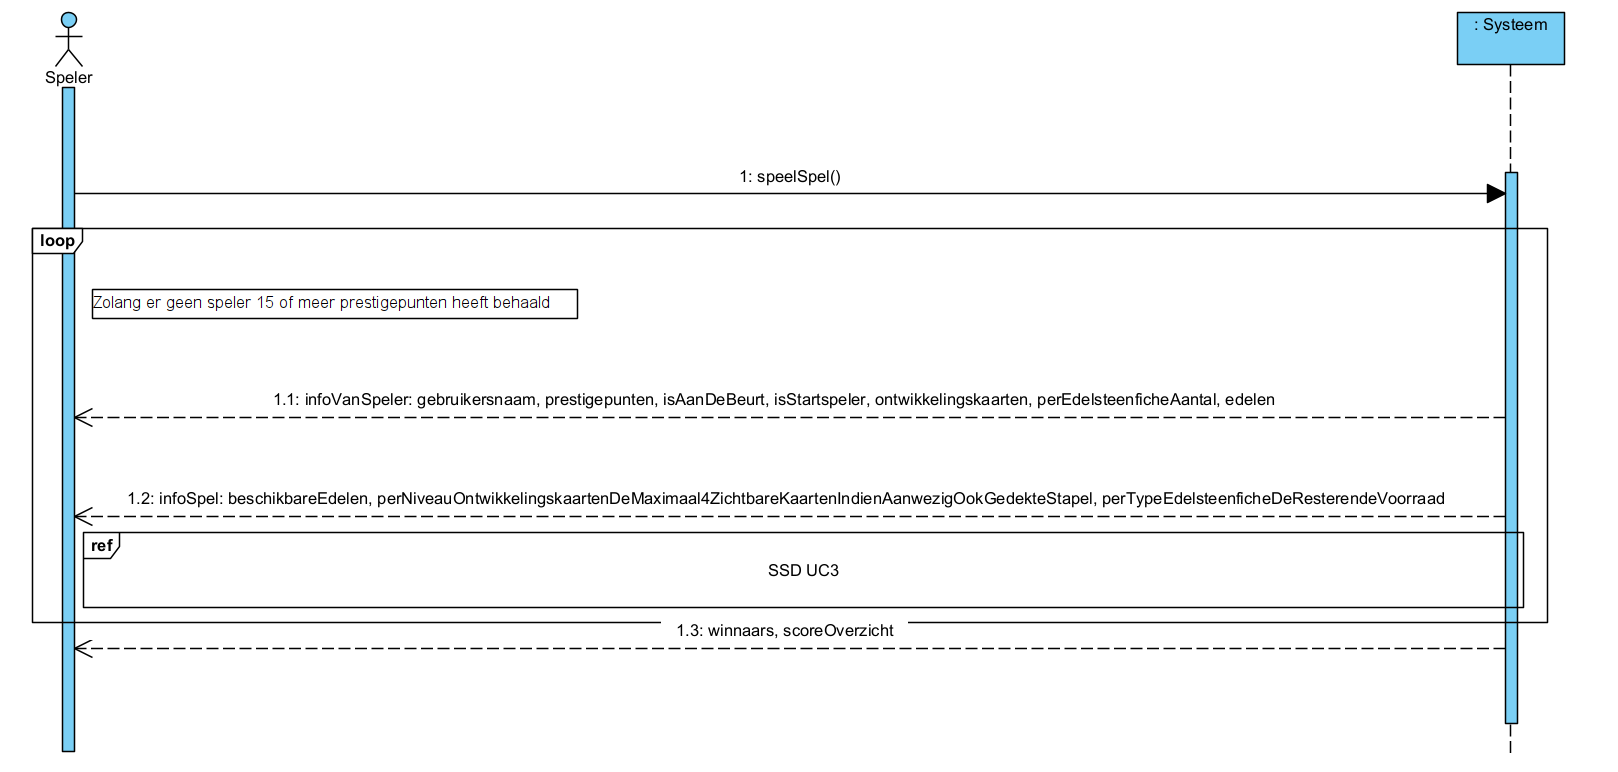 Speler
: Systeem
1: speelSpel()
loop
Zolang er geen speler 15 of meer prestigepunten heeft behaald
1.1: infoVanSpeler: gebruikersnaam, prestigepunten, isAanDeBeurt, isStartspeler, ontwikkelingskaarten, perEdelsteenficheAantal, edelen
1.2: infoSpel: beschikbareEdelen, perNiveauOntwikkelingskaartenDeMaximaal4ZichtbareKaartenIndienAanwezigOokGedekteStapel, perTypeEdelsteenficheDeResterendeVoorraad
ref
SSD UC3
1.3: winnaars, scoreOverzicht